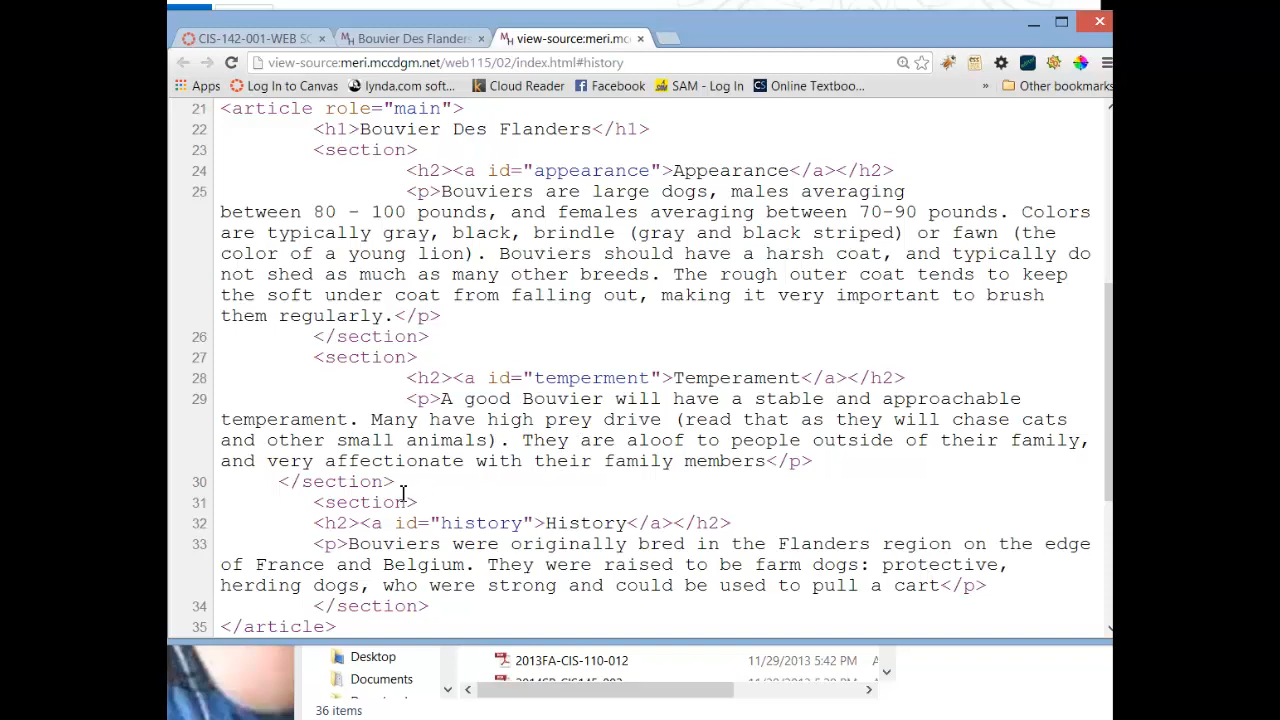 CIS-142-001-WEB SC × Bouvier Des Flanders × view-source:meri.mcc ×
view-source:meri.mccdgm.net/web115/02/index.html#history
Apps Log In to Canvas lynda.com soft... Cloud Reader Facebook SAM - Log In Online Textboo... » Other bookmarks
21 <article role="main">
22 <h1>Bouvier Des Flanders</h1>
23 <section>
24 <h2><a id="appearance">Appearance</a></h2>
25 <p>Bouviers are large dogs, males averaging
between 80 - 100 pounds, and females averaging between 70-90 pounds. Colors
are typically gray, black, brindle (gray and black striped) or fawn (the
color of a young lion). Bouviers should have a harsh coat, and typically do
not shed as much as many other breeds. The rough outer coat tends to keep
the soft under coat from falling out, making it very important to brush
them regularly.</p>
26 </section>
27 <section>
28 <h2><a id="temperment">Temperament</a></h2>
29 <p>A good Bouvier will have a stable and approachable
temperament. Many have high prey drive (read that as they will chase cats
and other small animals). They are aloof to people outside of their family,
and very affectionate with their family members</p>
30 </section>
31 <section>
32 <h2><a id="history">History</a></h2>
33 <p>Bouviers were originally bred in the Flanders region on the edge
of France and Belgium. They were raised to be farm dogs: protective,
herding dogs, who were strong and could be used to pull a cart</p>
34 </section>
35 </article>
Desktop 2013FA-CIS-110-012 11/29/2013 5:42 PM A
Documents
36 items